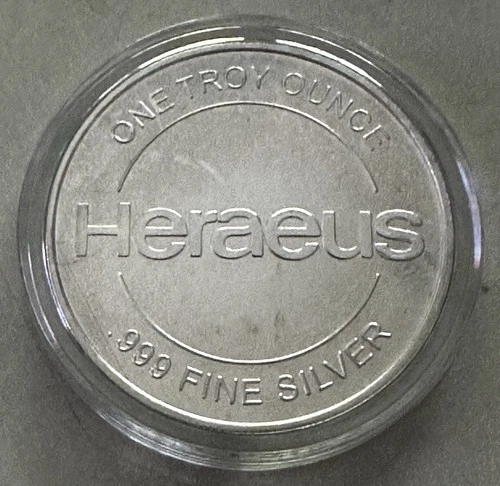 ONE TROY OUNCE
Heraeus
.999 FINE SILVER